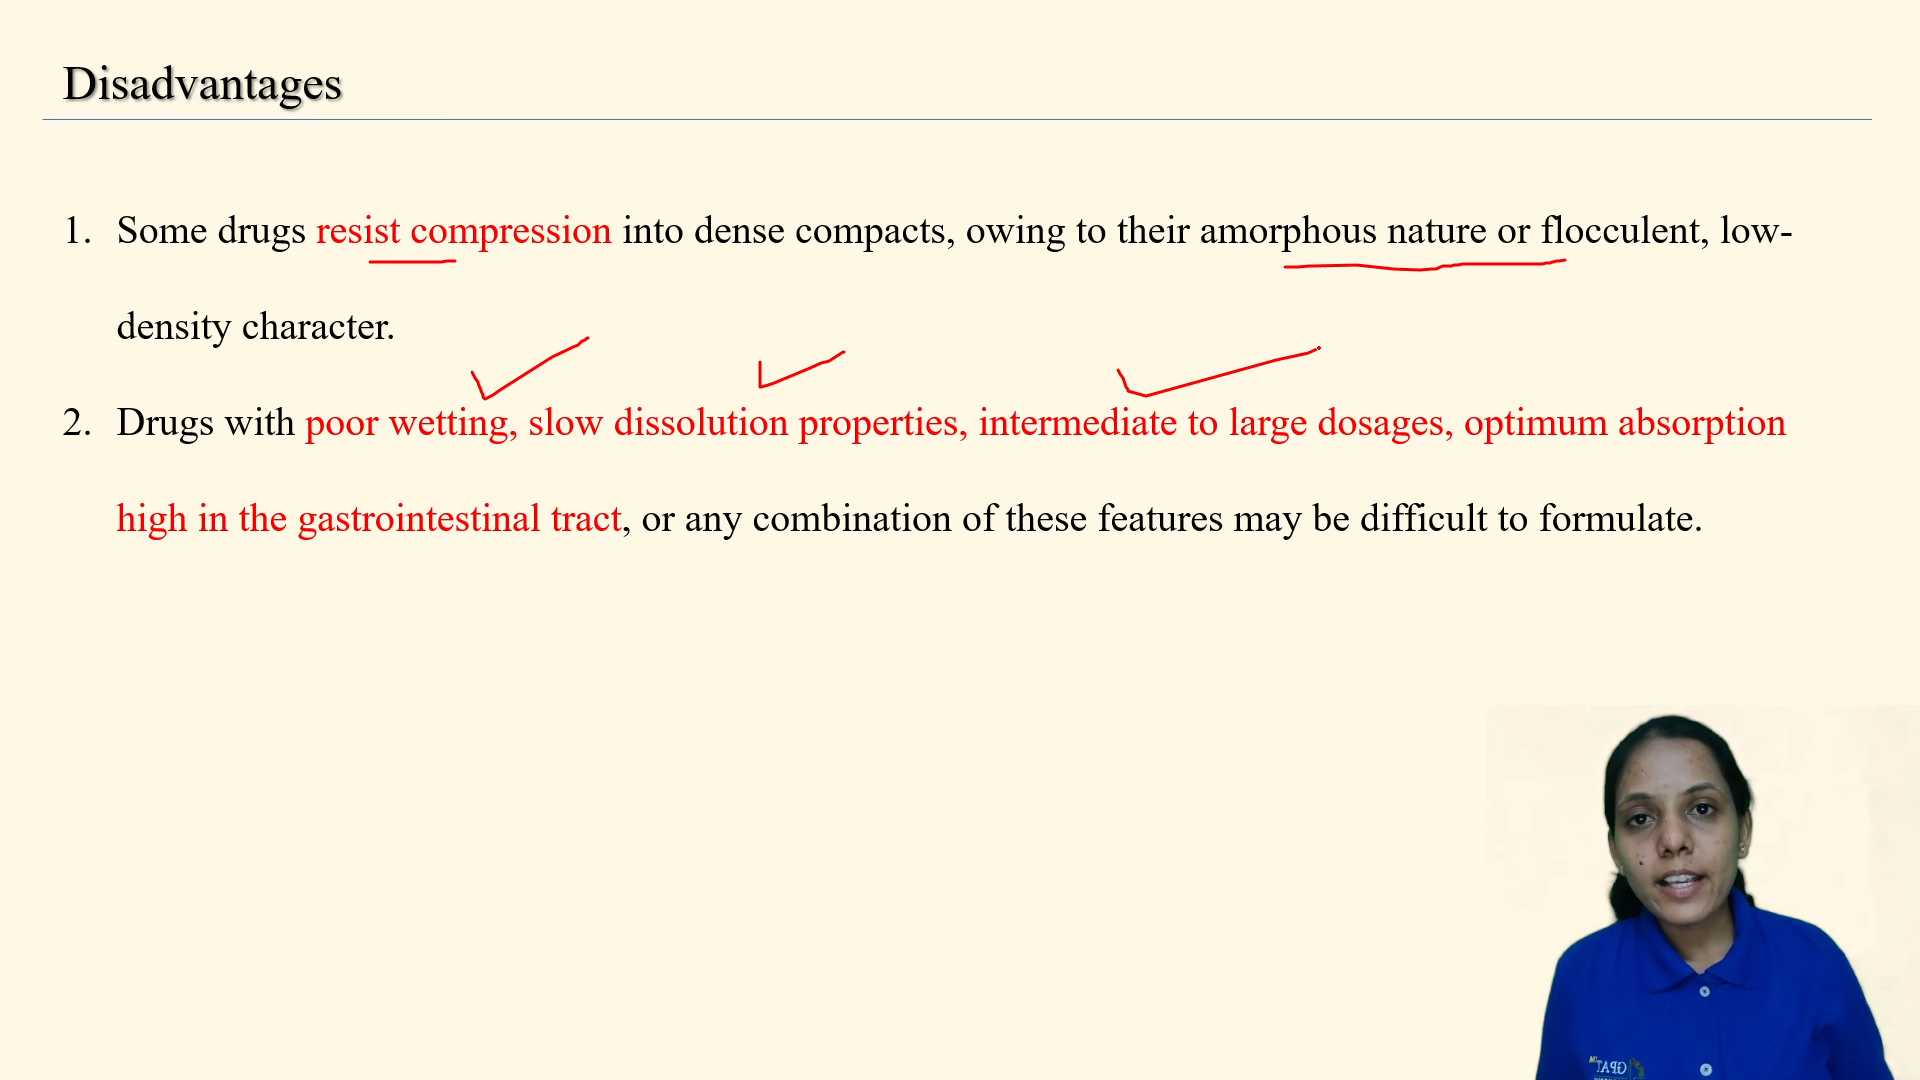 Disadvantages
1. Some drugs resist compression into dense compacts, owing to their amorphous nature or flocculent, low-
density character.
2. Drugs with poor wetting, slow dissolution properties, intermediate to large dosages, optimum absorption
high in the gastrointestinal tract, or any combination of these features may be difficult to formulate.
GPAT™